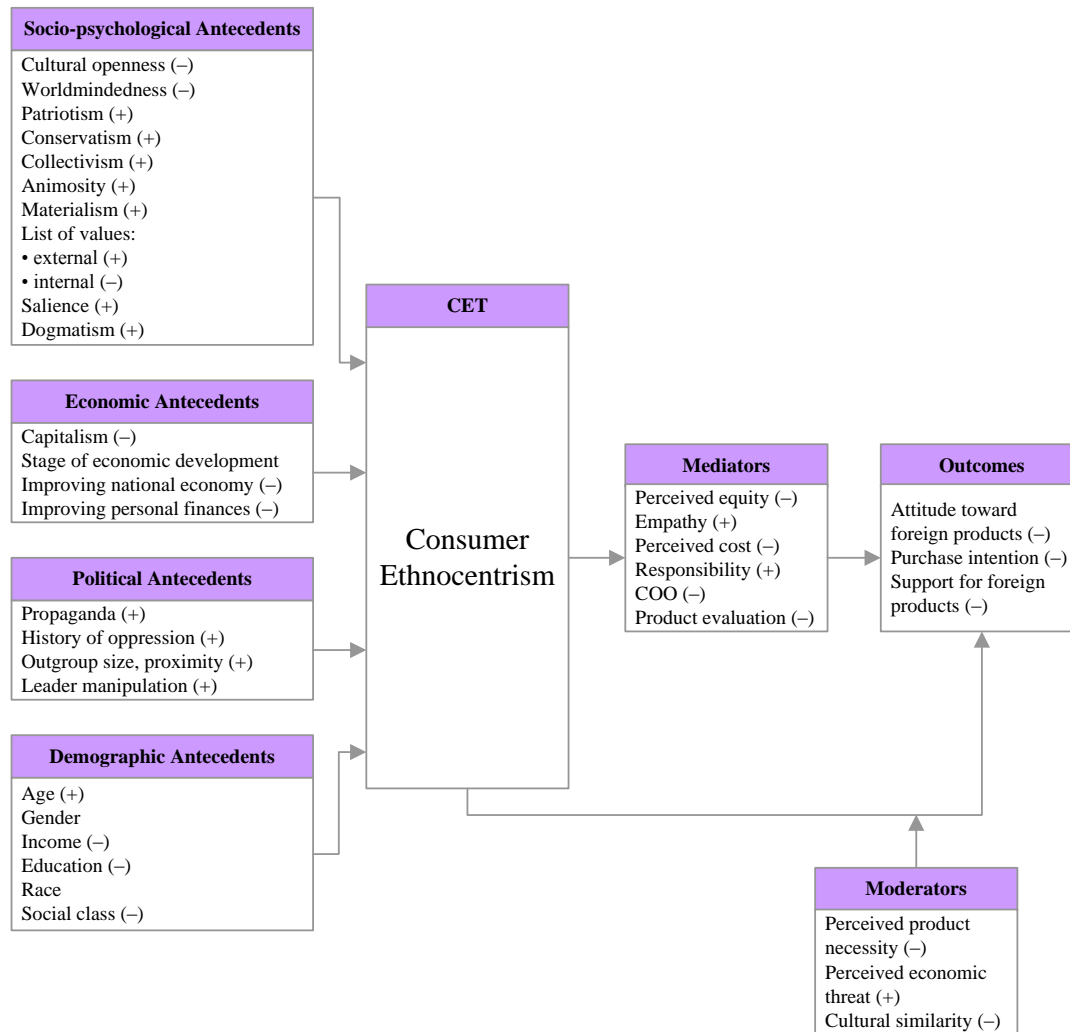 Socio-psychological Antecedents
Cultural openness (–)
Worldmindedness (–)
Patriotism (+)
Conservatism (+)
Collectivism (+)
Animosity (+)
Materialism (+)
List of values:
• external (+)
• internal (–)
Salience (+)
Dogmatism (+)
Economic Antecedents
Capitalism (–)
Stage of economic development
Improving national economy (–)
Improving personal finances (–)
Political Antecedents
Propaganda (+)
History of oppression (+)
Outgroup size, proximity (+)
Leader manipulation (+)
Demographic Antecedents
Age (+)
Gender
Income (–)
Education (–)
Race
Social class (–)
CET
Consumer
Ethnocentrism
Mediators
Perceived equity (–)
Empathy (+)
Perceived cost (–)
Responsibility (+)
COO (–)
Product evaluation (–)
Outcomes
Attitude toward
foreign products (–)
Purchase intention (–)
Support for foreign
products (–)
Moderators
Perceived product
necessity (–)
Perceived economic
threat (+)
Cultural similarity (–)